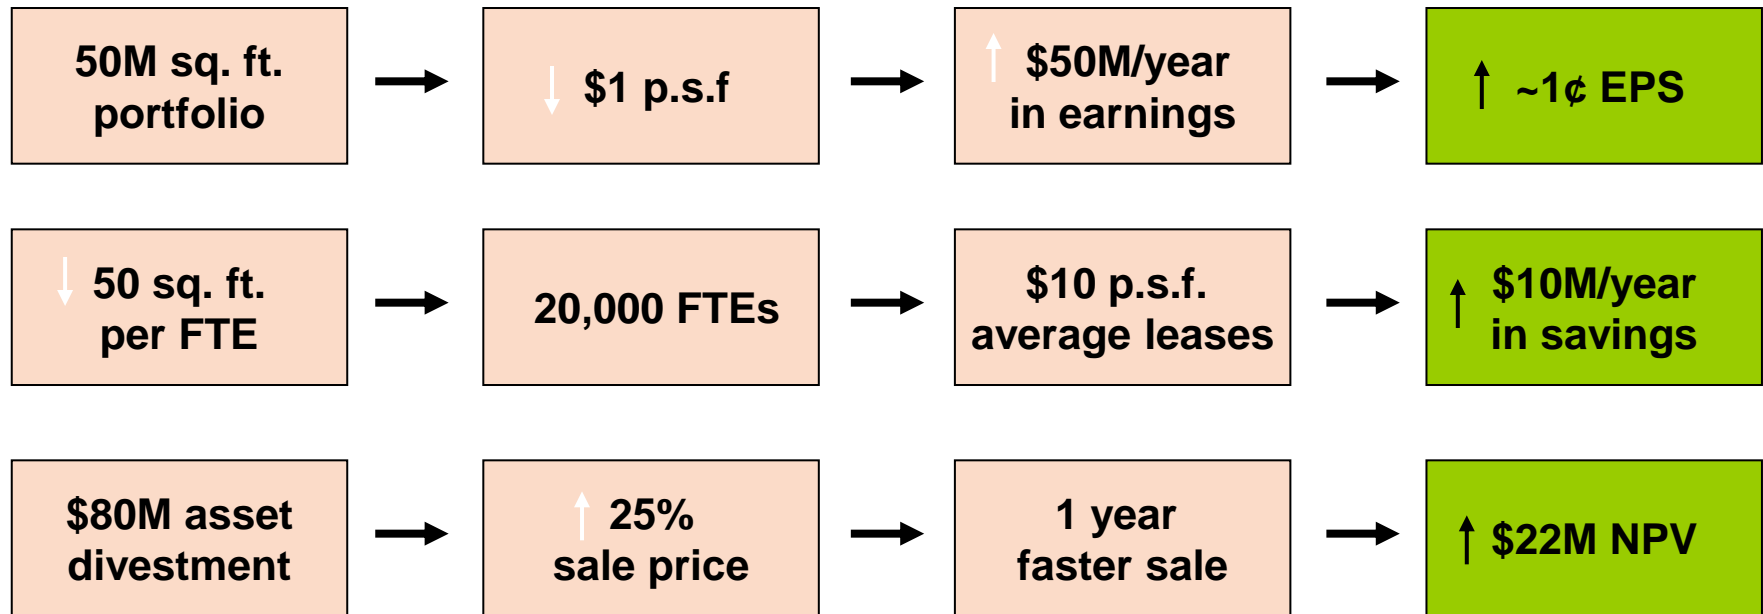 50M sq. ft.
portfolio
$1 p.s.f
$50M/year
in earnings
~1¢ EPS
50 sq. ft.
per FTE
20,000 FTEs
$10 p.s.f.
average leases
$10M/year
in savings
$80M asset
divestment
25%
sale price
1 year
faster sale
$22M NPV